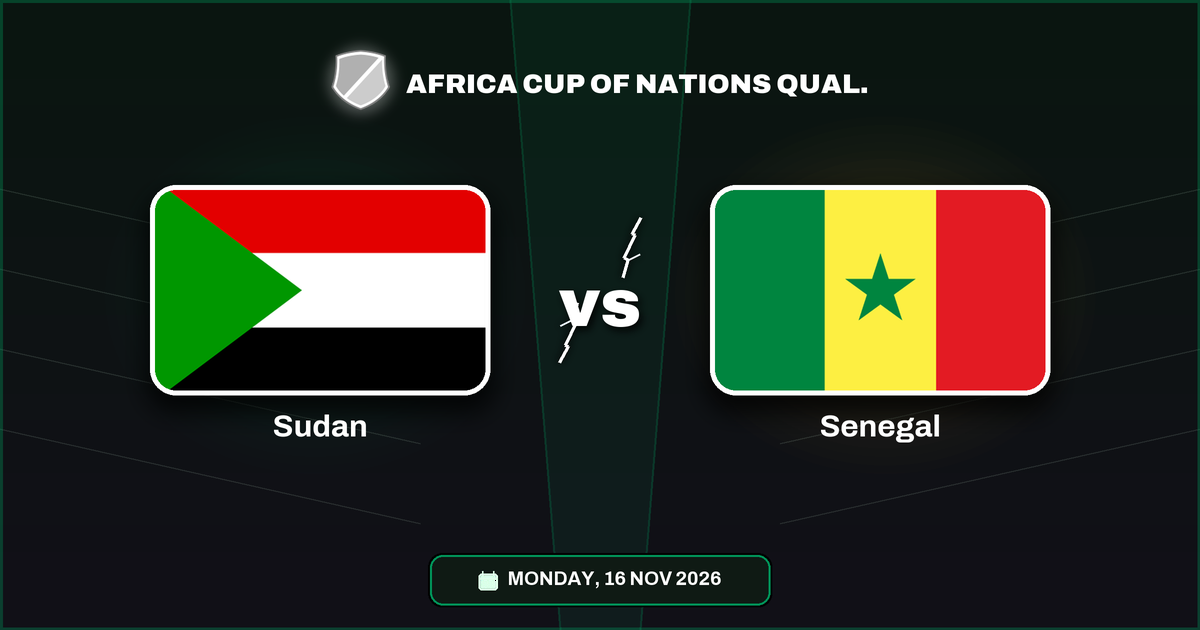 AFRICA CUP OF NATIONS QUAL.
VS
Sudan
Senegal
MONDAY, 16 NOV 2026